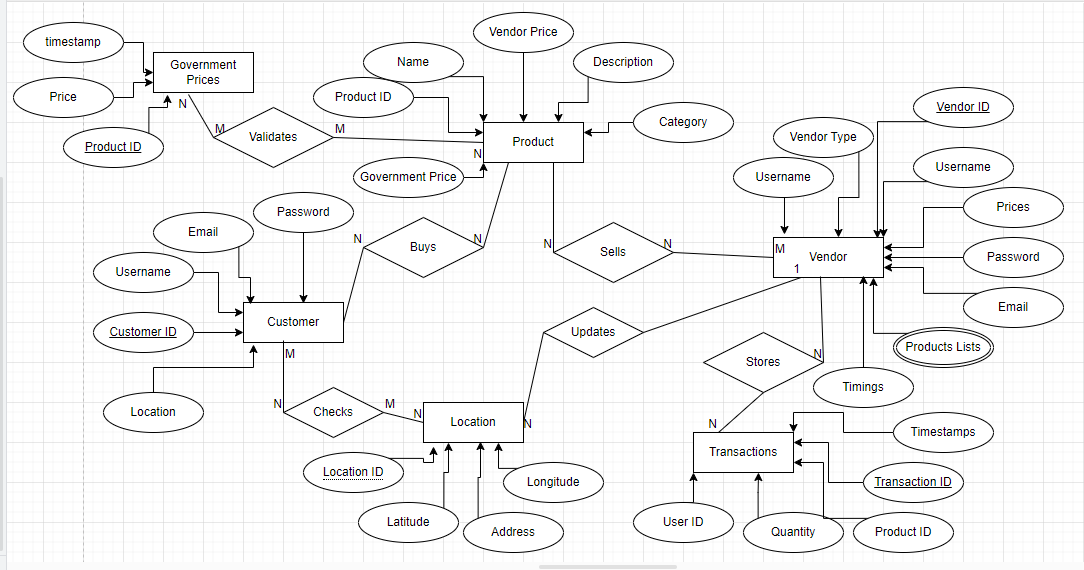 timestamp
Government
Prices
Price
N
Product ID
M
Validates
M
Name
Vendor Price
Description
Product ID
Category
Product
N
Government Price
Vendor ID
Vendor Type
Username
Username
Prices
Password
Email
Products Lists
Timings
M
Vendor
1
Password
Email
Username
Customer ID
Location
Customer
M
N
Buys
N
N
Sells
N
Updates
Stores
N
N
Checks
M
N
Location
N
Location ID
Latitude
Address
Longitude
N
Transactions
Timestamps
Transaction ID
User ID
Quantity
Product ID